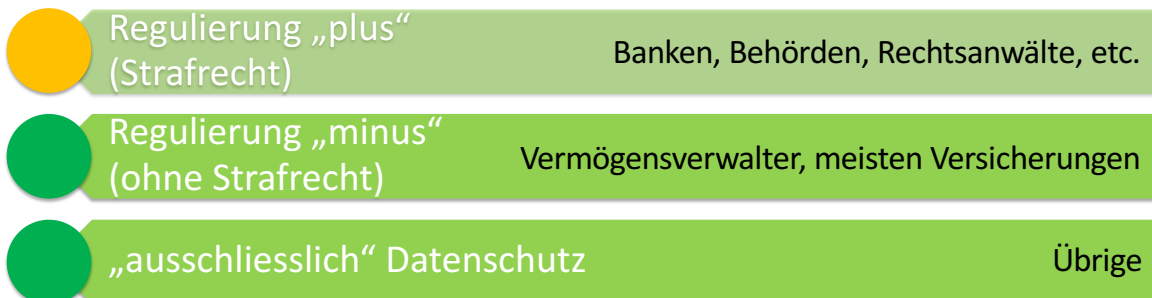 Regulierung „plus“
(Strafrecht)
Banken, Behörden, Rechtsanwälte, etc.
Regulierung „minus“
(ohne Strafrecht)
Vermögensverwalter, meisten Versicherungen
„ausschliesslich“ Datenschutz
Übrige